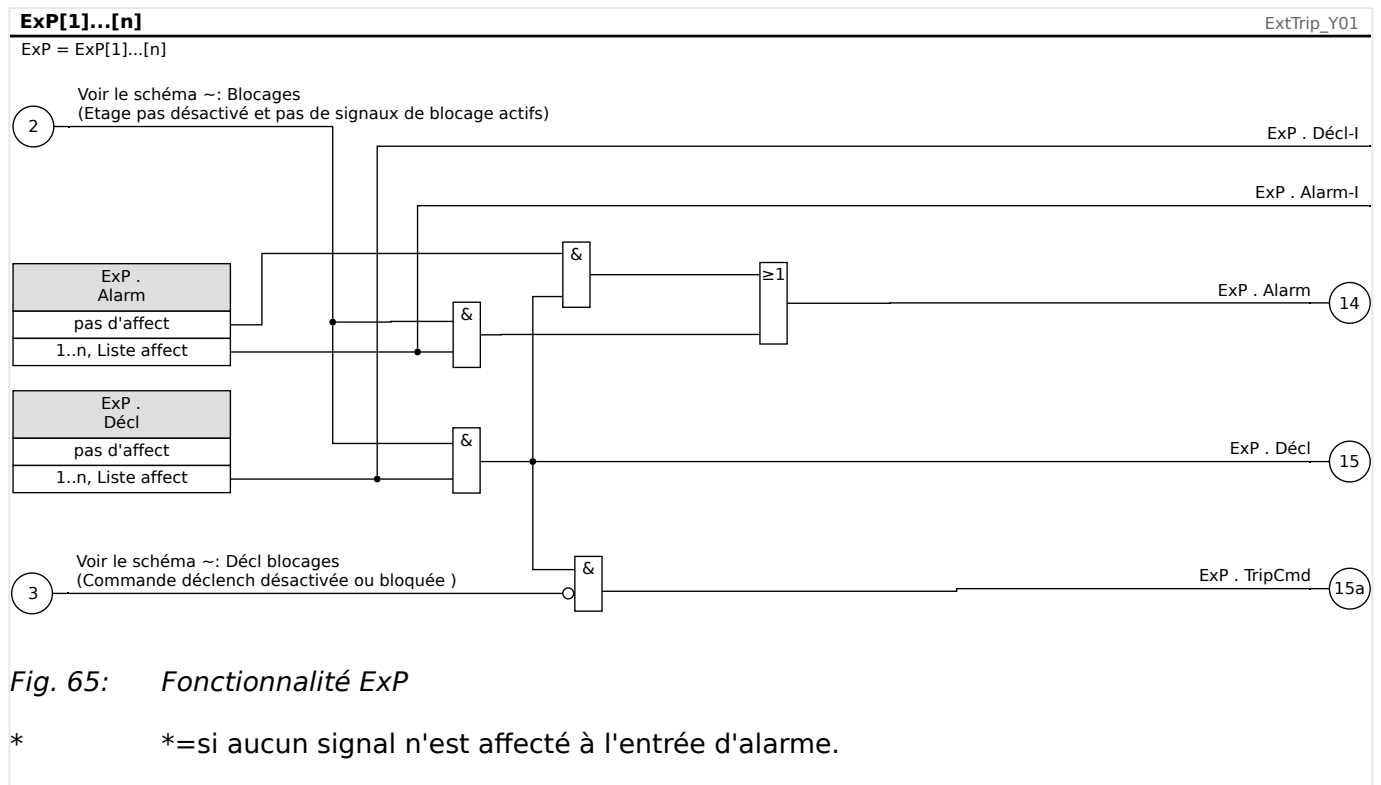 ExP[1]...[n]
ExtTrip_Y01
ExP = ExP[1]...[n]
Voir le schéma ~: Blocages
(Etage pas désactivé et pas de signaux de blocage actifs)
2
ExP . Décl-I
ExP . Alarm-I
&
ExP .
Alarm
≥1
pas d'affect
&
ExP . Alarm
14
1..n, Liste affect
ExP .
Décl
pas d'affect
&
ExP . Décl
15
1..n, Liste affect
Voir le schéma ~: Décl blocages
(Commande déclench désactivée ou bloquée )
3
&
ExP . TripCmd
15a
Fig. 65: Fonctionnalité ExP
* *=si aucun signal n'est affecté à l'entrée d'alarme.